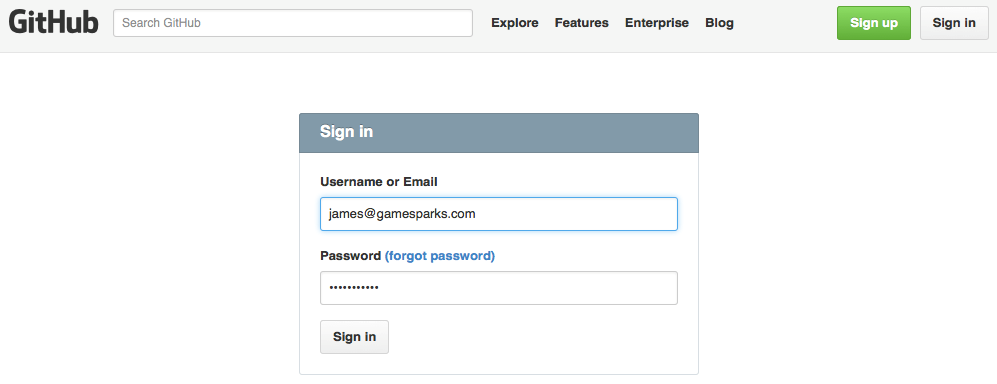 GitHub Search GitHub Explore Features Enterprise Blog Sign up Sign in
Sign in
Username or Email
james@gamesparks.com
Password (forgot password)
•••••••••••
Sign in